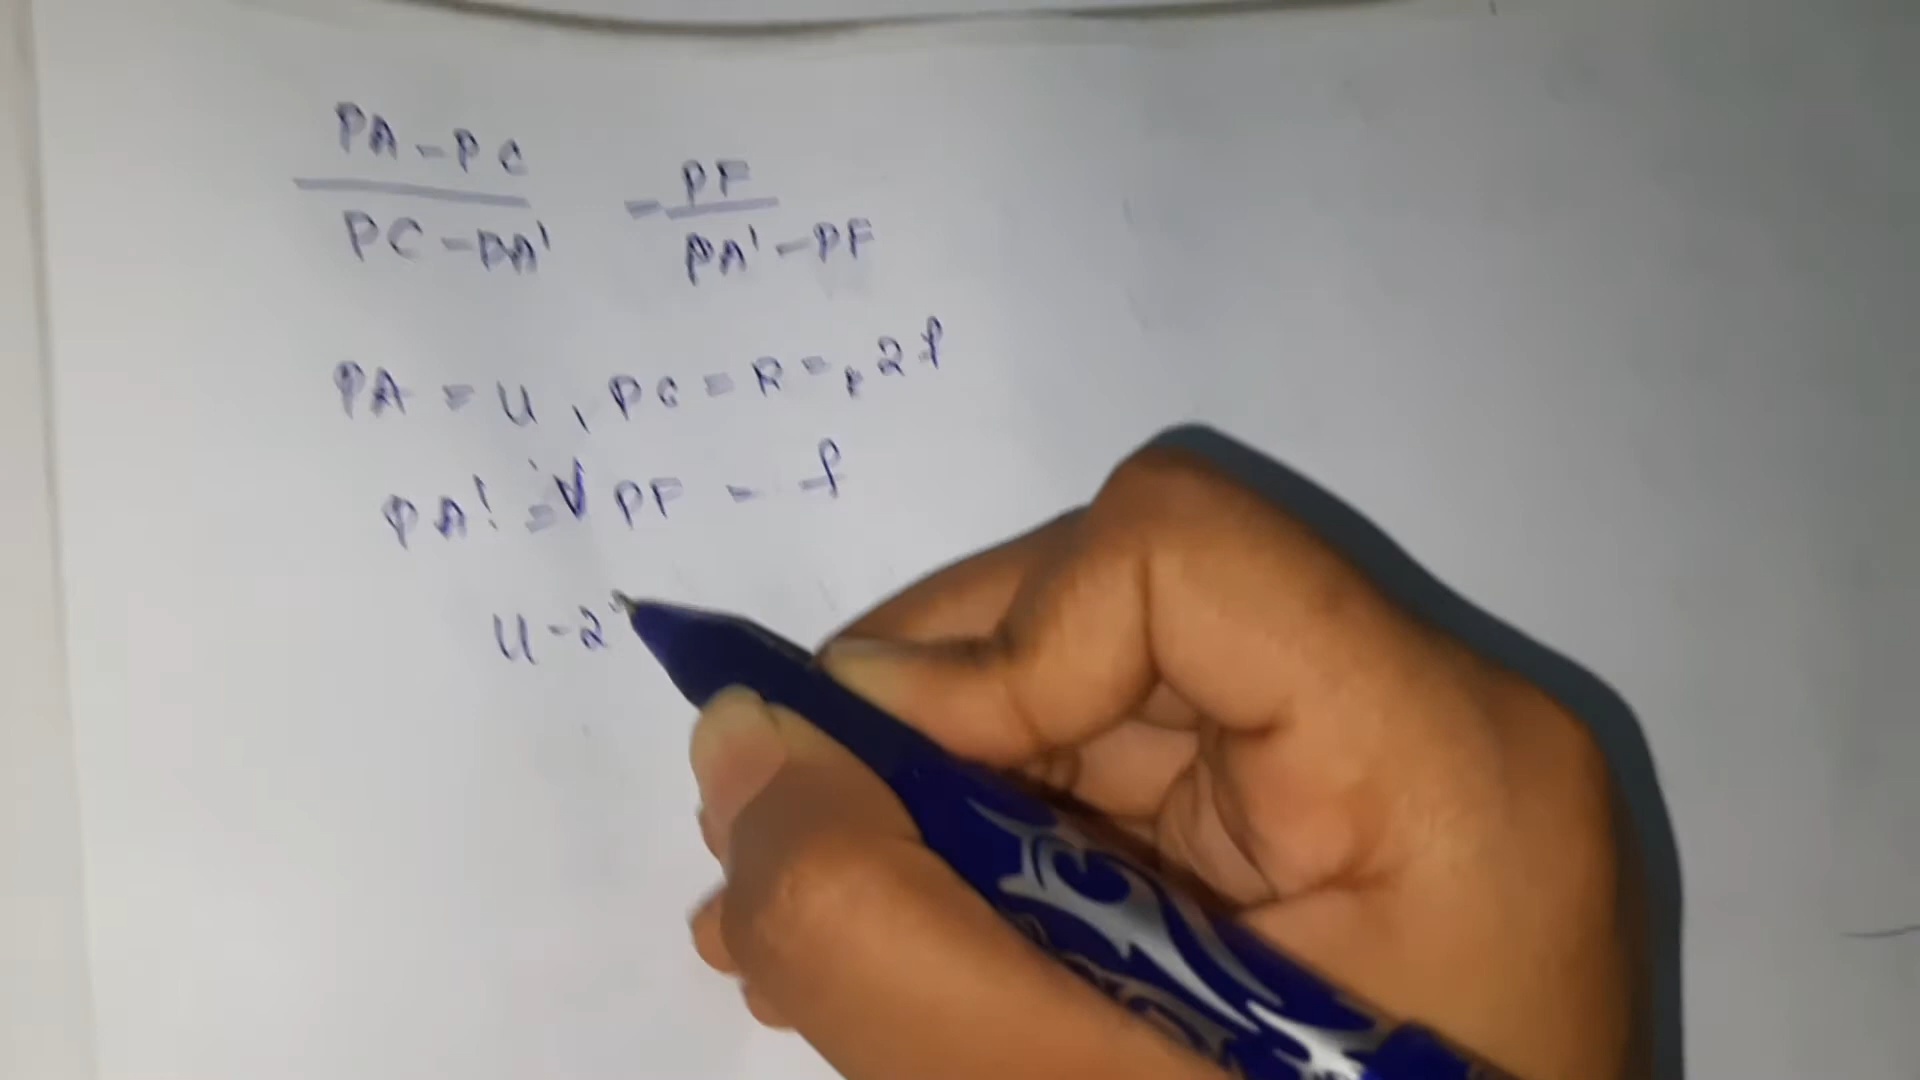 PA - PC
PC - PA'
= PF
PA' - PF
PA = u, PC = R = 2f
PA' = v PF = f
u - 2